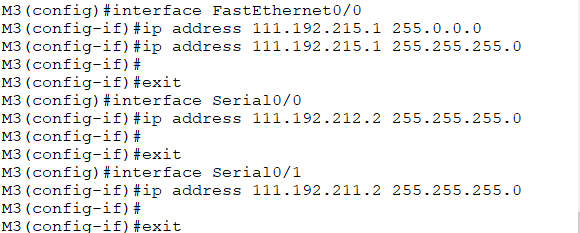 M3(config)#interface FastEthernet0/0
M3(config-if)#ip address 111.192.215.1 255.0.0.0
M3(config-if)#ip address 111.192.215.1 255.255.255.0
M3(config-if)#
M3(config-if)#exit
M3(config)#interface Serial0/0
M3(config-if)#ip address 111.192.212.2 255.255.255.0
M3(config-if)#
M3(config-if)#exit
M3(config)#interface Serial0/1
M3(config-if)#ip address 111.192.211.2 255.255.255.0
M3(config-if)#
M3(config-if)#exit